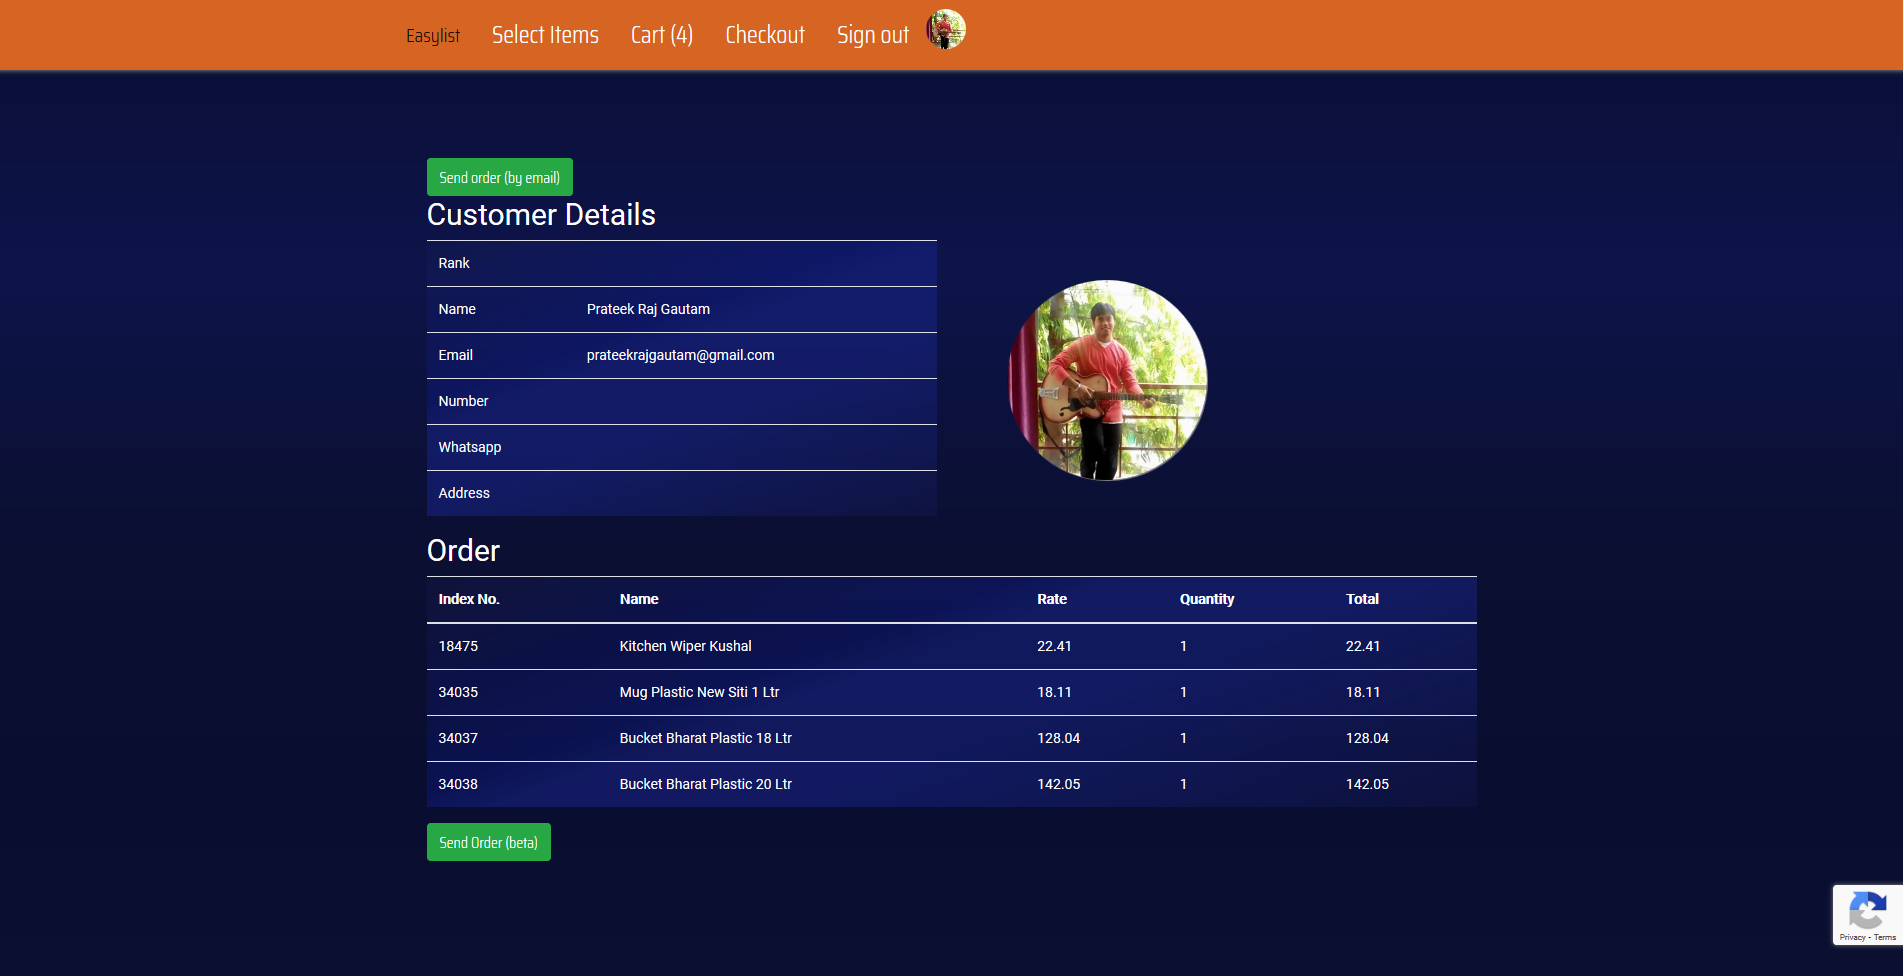 Easylist Select Items Cart (4) Checkout Sign out
Send order (by email)
Customer Details
Rank
Name Prateek Raj Gautam
Email prateekrajgautam@gmail.com
Number
Whatsapp
Address
Order
Index No. Name Rate Quantity Total
18475 Kitchen Wiper Kushal 22.41 1 22.41
34035 Mug Plastic New Siti 1 Ltr 18.11 1 18.11
34037 Bucket Bharat Plastic 18 Ltr 128.04 1 128.04
34038 Bucket Bharat Plastic 20 Ltr 142.05 1 142.05
Send Order (beta)
Privacy - Terms